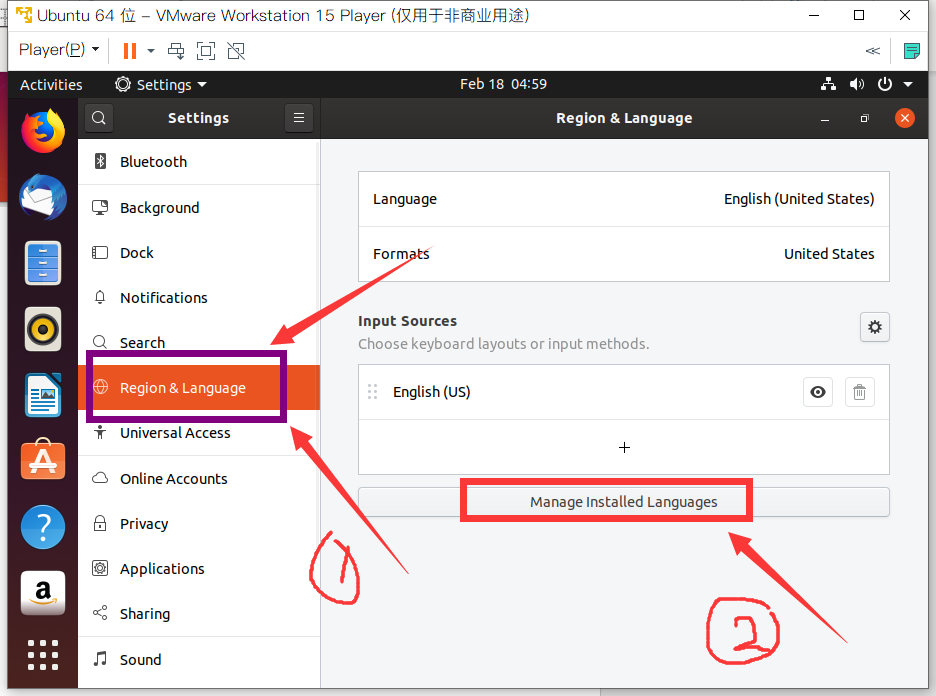 Ubuntu 64 位 – VMware Workstation 15 Player (仅用于非商业用途)
Player(P)
Activities
Settings
Feb 18 04:59
Settings
Region & Language
Bluetooth
Background
Dock
Notifications
Search
Region & Language
Universal Access
Online Accounts
Privacy
Applications
Sharing
Sound
Language
English (United States)
Formats
United States
Input Sources
Choose keyboard layouts or input methods.
English (US)
Manage Installed Languages
1
2